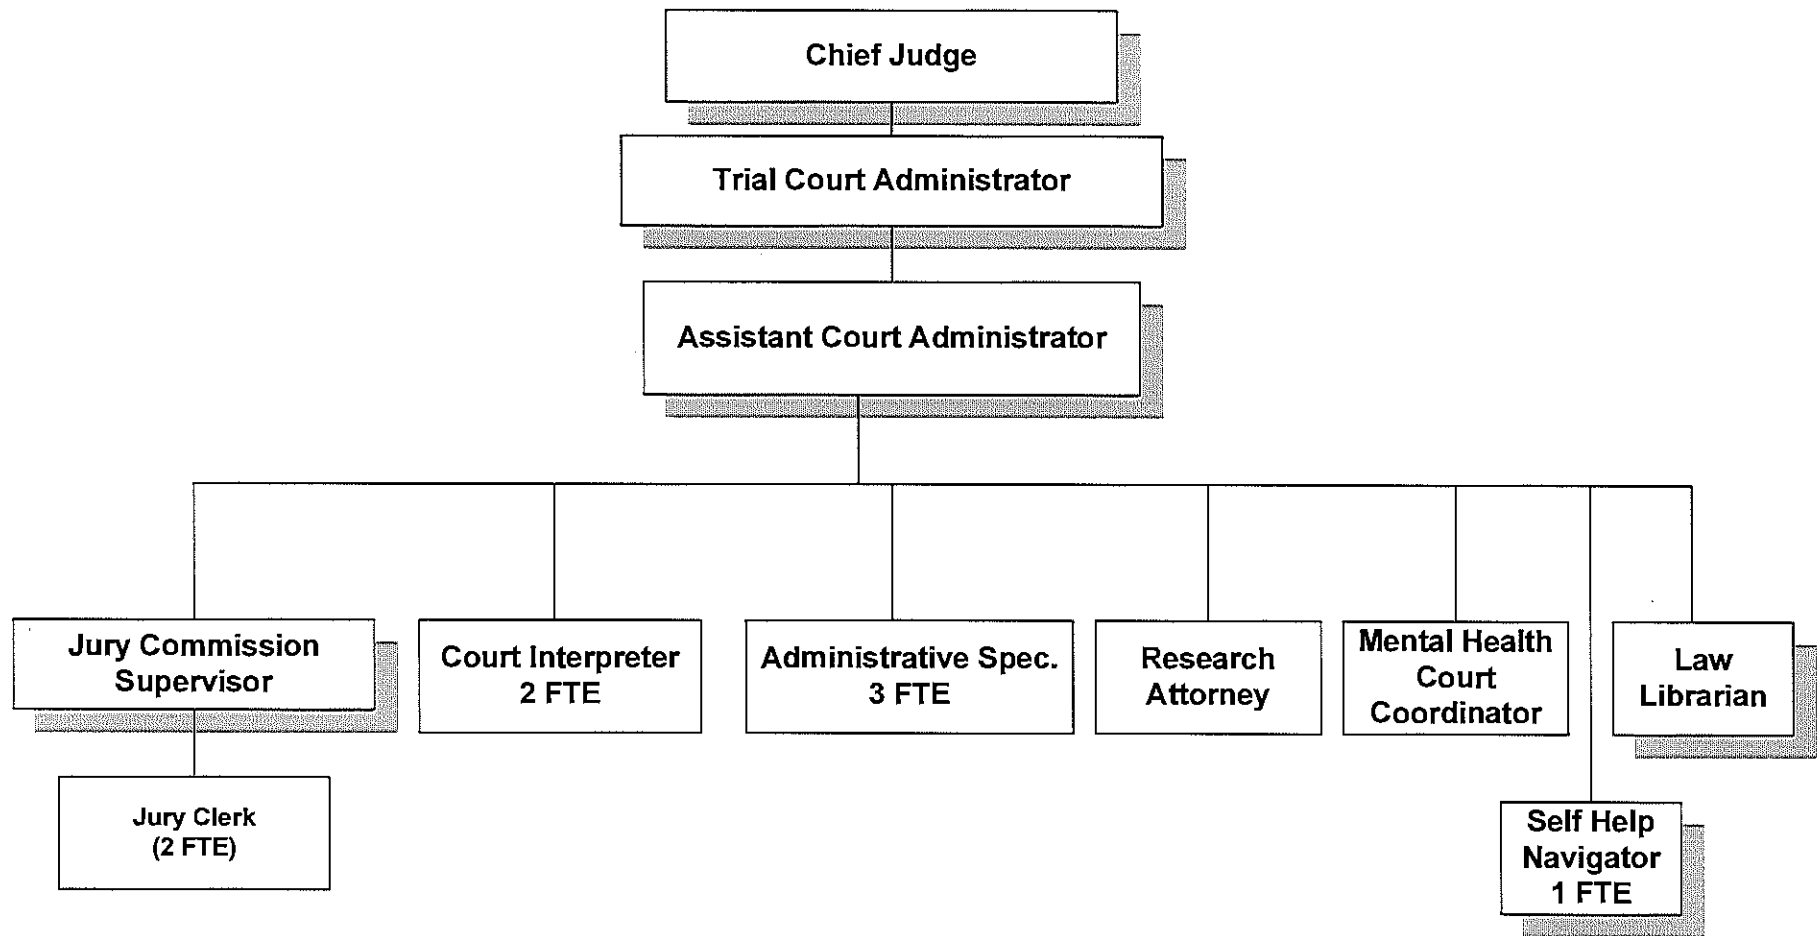 Chief Judge
Trial Court Administrator
Assistant Court Administrator
Jury Commission
Supervisor
Court Interpreter
2 FTE
Administrative Spec.
3 FTE
Research
Attorney
Mental Health
Court
Coordinator
Law
Librarian
Jury Clerk
(2 FTE)
Self Help
Navigator
1 FTE